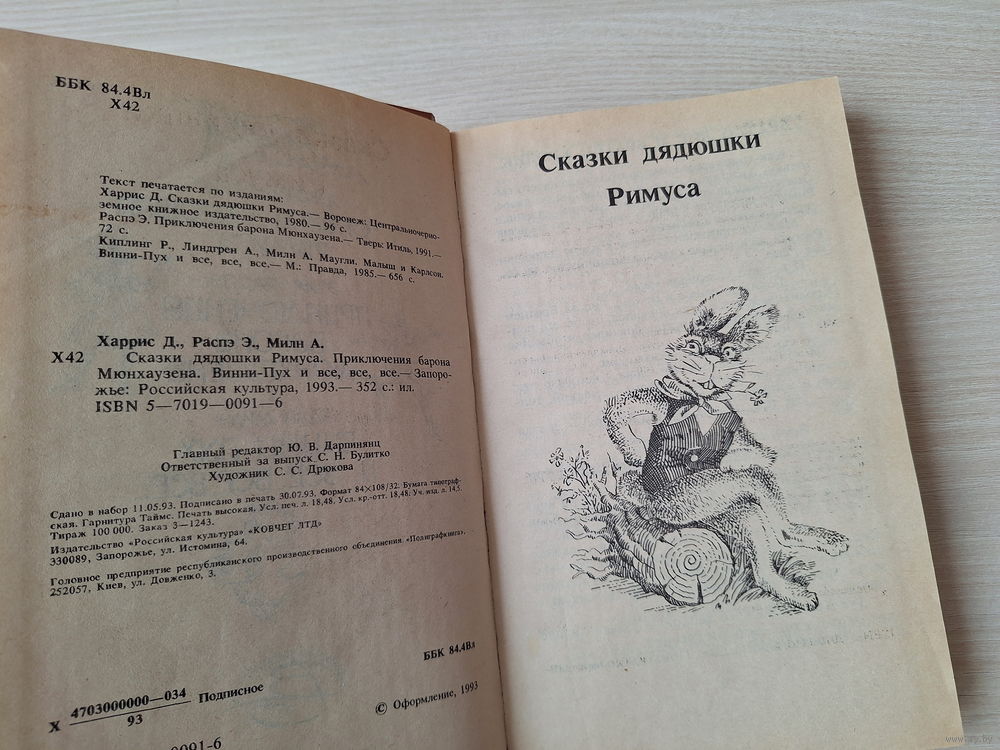 ББК 84.4Вл
Х42
Текст печатается по изданиям:
Харрис Д. Сказки дядюшки Римуса.— Воронеж: Центральночерно-
земное книжное издательство, 1980.— 96 с.
Распэ Э. Приключения барона Мюнхаузена.— Тверь: Итиль, 1991.—
72 с.
Киплинг Р., Линдгрен А., Милн А. Маугли. Малыш и Карлсон.
Винни-Пух и все, все, все.— М.: Правда, 1985.— 656 с.
Харрис Д., Распэ Э., Милн А.
Х42 Сказки дядюшки Римуса. Приключения барона
Мюнхаузена. Винни-Пух и все, все, все.— Запоро-
жье: Российская культура, 1993.— 352 с.: ил.
ISBN 5—7019—0091—6
Главный редактор Ю. В. Дарпинянц
Ответственный за выпуск С. Н. Булитко
Художник С. С. Дрюкова
Сдано в набор 11.05.93. Подписано в печать 30.07.93. Формат 84×108/32. Бумага типограф-
ская. Гарнитура Таймс. Печать высокая. Усл. печ. л. 18,48. Усл. кр.-отт. 18,48. Уч. изд. л. 14,5.
Тираж 100 000. Заказ 3—1243.
Издательство «Российская культура» "КОВЧЕГ ЛТД»
330089, Запорожье, ул. Истомина, 64.
Головное предприятие республиканского производственного объединения «Полиграфкнига».
252057, Киев, ул. Довженко, 3.
ББК 84.4Вл
Х 4703000000—034 Подписное
93
© Оформление, 1993
0091-6
Сказки дядюшки
Римуса